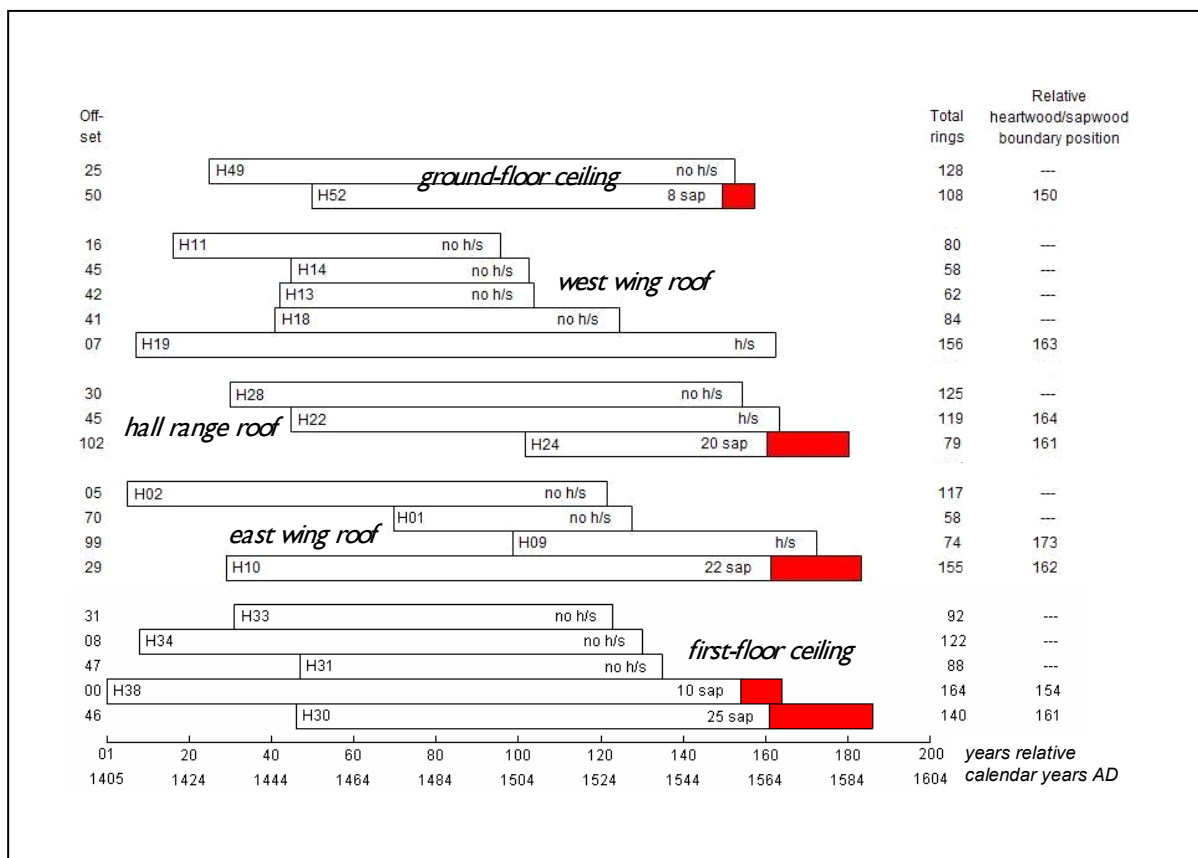 Relative
Off- Total heartwood/sapwood
set rings boundary position
25 H49 ground-floor ceiling no h/s 128 ---
50 H52 8 sap 108 150
16 H11 no h/s 80 ---
45 H14 no h/s west wing roof 58 ---
42 H13 no h/s 62 ---
41 H18 no h/s 84 ---
07 H19 h/s 156 163
30 H28 no h/s 125 ---
45 hall range roof H22 h/s 119 164
102 H24 20 sap 79 161
05 H02 no h/s 117 ---
70 east wing roof H01 no h/s 58 ---
99 H09 h/s 74 173
29 H10 22 sap 155 162
31 H33 no h/s 92 ---
08 H34 no h/s 122 ---
47 H31 no h/s first-floor ceiling 88 ---
00 H38 10 sap 164 154
46 H30 25 sap 140 161
01 20 40 60 80 100 120 140 160 180 200 years relative
1405 1424 1444 1464 1484 1504 1524 1544 1564 1584 1604 calendar years AD